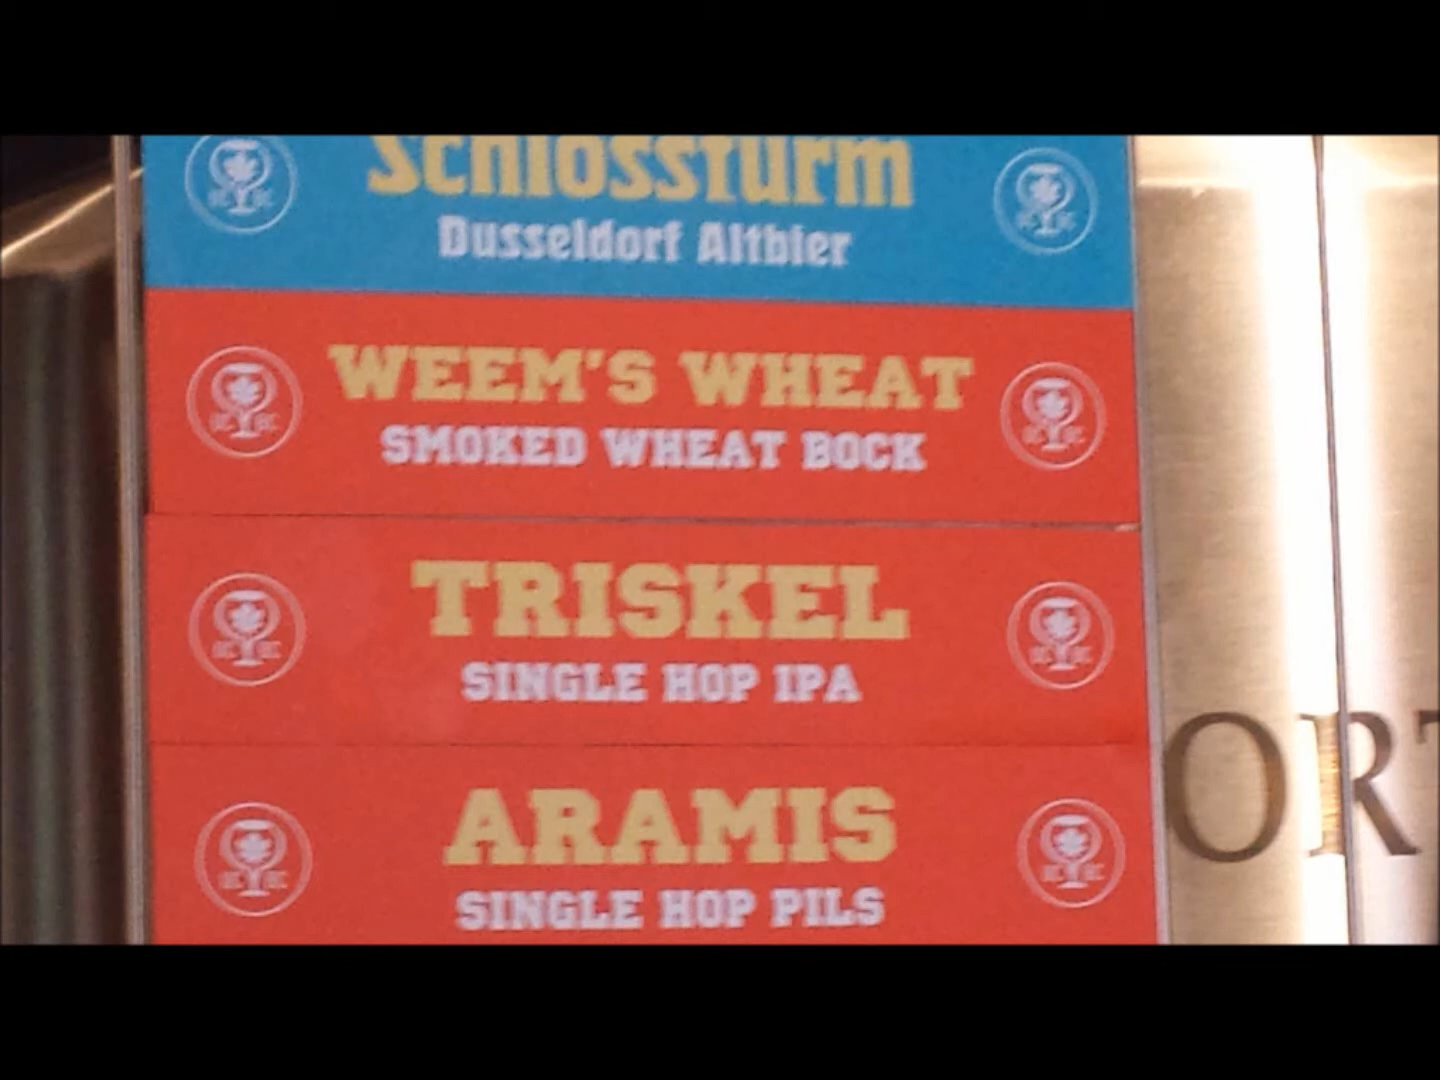 Schlossturm
Dusseldorf Altbier
WEEM'S WHEAT
SMOKED WHEAT BOCK
TRISKEL
SINGLE HOP IPA
ARAMIS
SINGLE HOP PILS
ORT